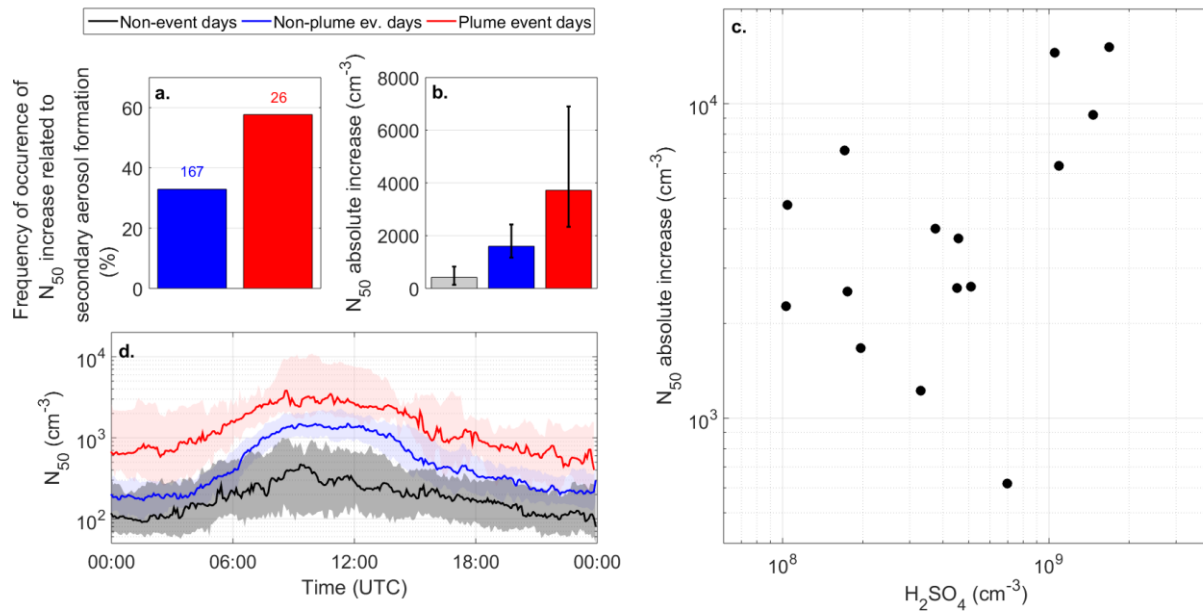 Non-event days Non-plume ev. days Plume event days
a.
Frequency of occurence of
N50 increase related to
secondary aerosol formation
(%)
60
40
20
0
167
26
b.
N50 absolute increase (cm-3)
8000
6000
4000
2000
0
c.
N50 absolute increase (cm-3)
10^4
10^3
10^8
10^9
H2SO4 (cm-3)
d.
N50 (cm-3)
10^4
10^3
10^2
00:00
06:00
12:00
18:00
00:00
Time (UTC)